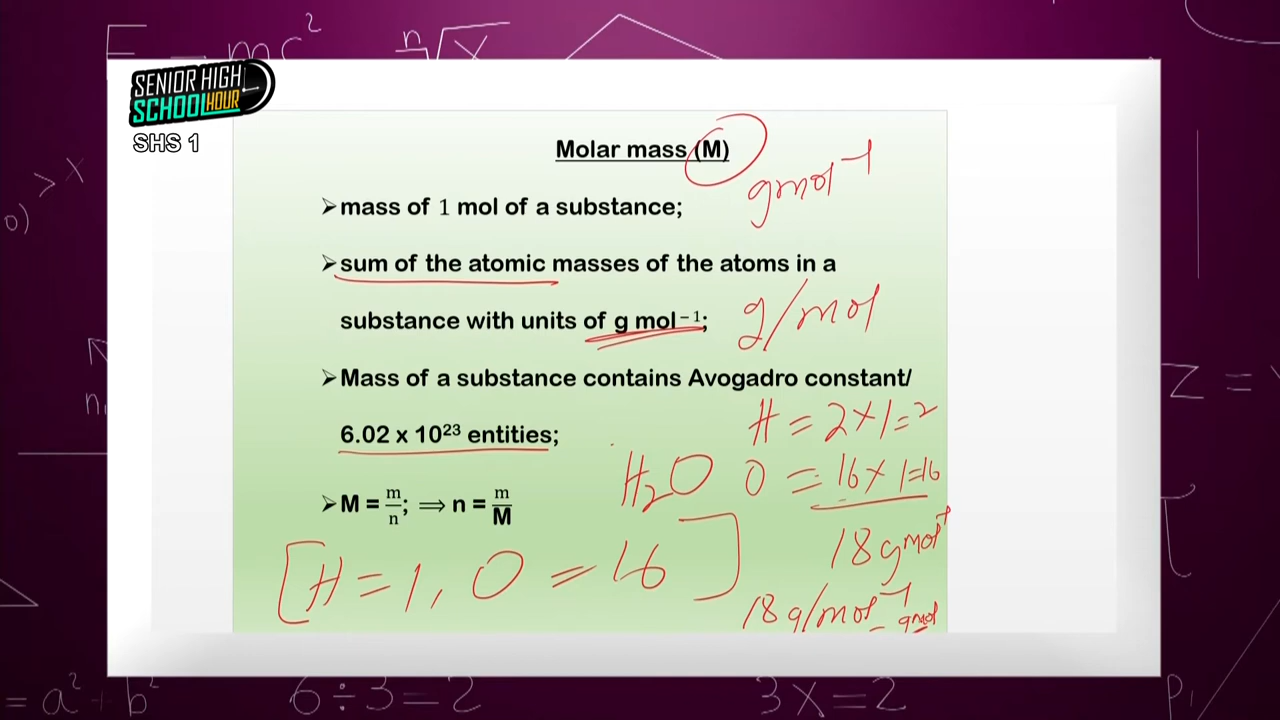 E = mc²
ⁿ√x
SENIOR HIGH
SCHOOL HOUR
SHS 1
Molar mass (M)
gmol⁻¹
➢mass of 1 mol of a substance;
➢sum of the atomic masses of the atoms in a
substance with units of g mol⁻¹;
g/mol
➢Mass of a substance contains Avogadro constant/
6.02 x 10²³ entities;
H = 2×1=2
H₂O
O = 16×1=16
➢M = m/n; ⟹ n = m/M
18gmol⁻¹
[H = 1, O = 16]
18g/mol⁻¹
gmol
> x
o)
z =
= a² + b²
6 ÷ 3 = 2
3x = 2